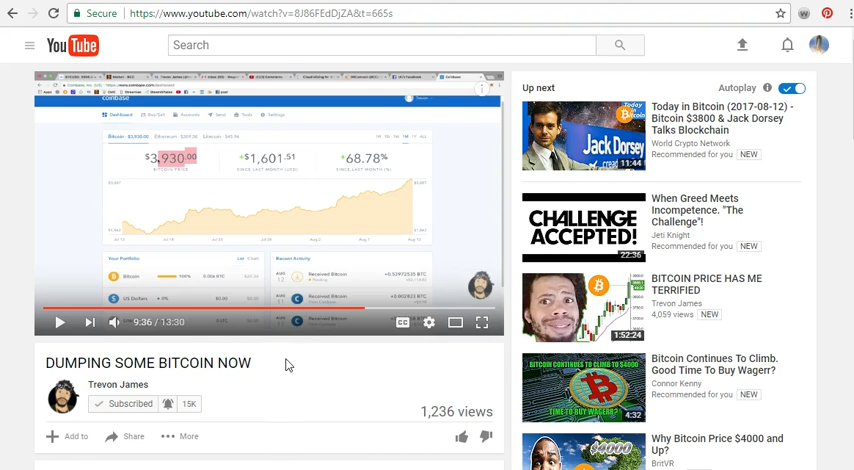 Secure
https://www.youtube.com/watch?v=8J86FEdDjZA&t=665s
YouTube
Search
coinbase
Dashboard Buy/Sell Accounts Send Tools Settings
$3,930.00
+$1,601.51
+68.78%
BITCOIN PRICE
SINCE LAST MONTH (USD)
SINCE LAST MONTH (%)
Your Portfolio
Recent Activity
Bitcoin
100%
Received Bitcoin
US Dollars
Received Bitcoin
9:36 / 13:30
CC
DUMPING SOME BITCOIN NOW
Trevon James
Subscribed
15K
1,236 views
Add to
Share
More
Up next
Autoplay
Today in Bitcoin
Jack
Dorsey
11:44
Today in Bitcoin (2017-08-12) -
Bitcoin $3800 & Jack Dorsey
Talks Blockchain
World Crypto Network
Recommended for you NEW
CHALLENGE
ACCEPTED!
22:36
When Greed Meets
Incompetence. "The
Challenge"!
Jeti Knight
Recommended for you NEW
1:52:24
BITCOIN PRICE HAS ME
TERRIFIED
Trevon James
4,059 views NEW
BITCOIN CONTINUES TO CLIMB TO $4000
TIME TO BUY WAGERR?
4:32
Bitcoin Continues To Climb.
Good Time To Buy Wagerr?
Connor Kenny
Recommended for you NEW
$4000
Why Bitcoin Price $4000 and
Up?
BritVR